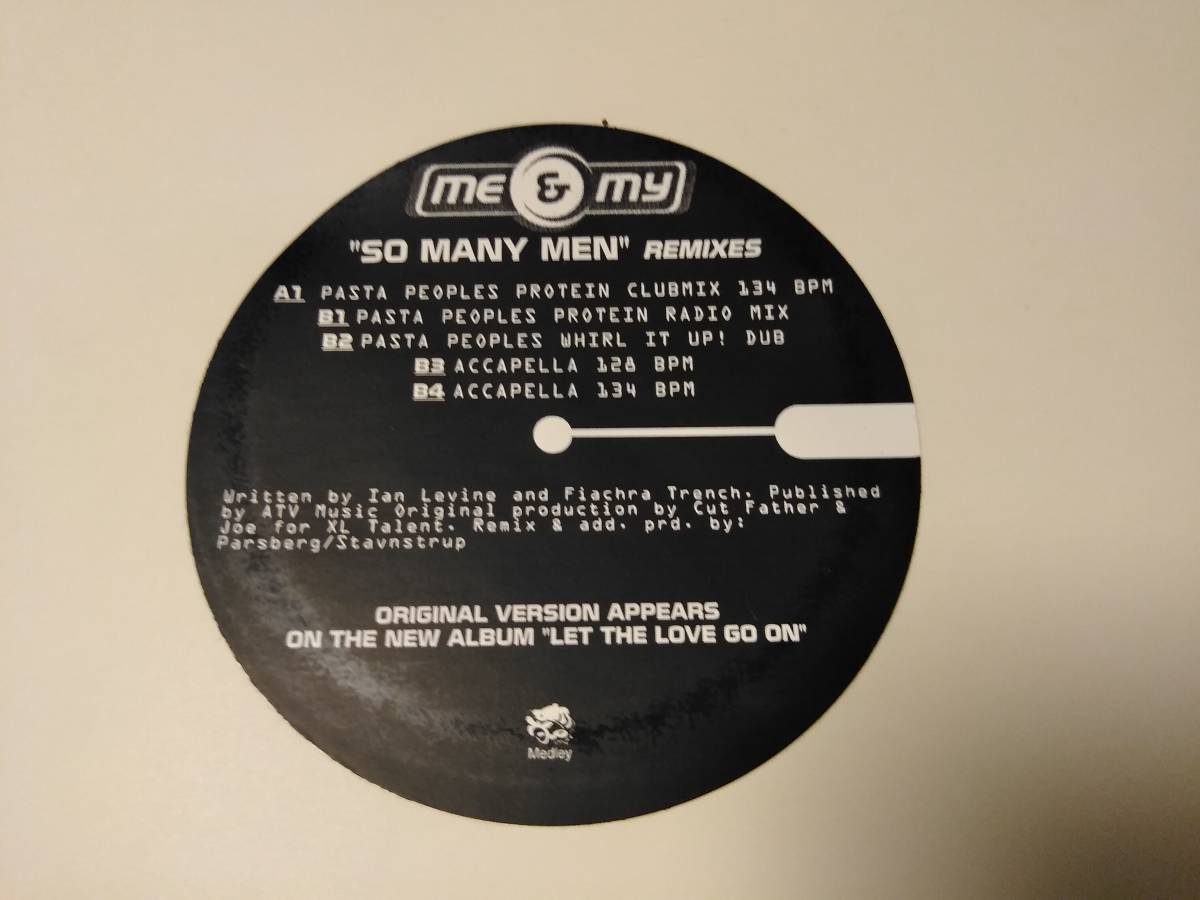 me & my
"SO MANY MEN" REMIXES
A1 PASTA PEOPLES PROTEIN CLUBMIX 134 BPM
B1 PASTA PEOPLES PROTEIN RADIO MIX
B2 PASTA PEOPLES WHIRL IT UP! DUB
B3 ACCAPELLA 128 BPM
B4 ACCAPELLA 134 BPM
Written by Ian Levine and Fiachra Trench. Published
by ATV Music Original production by Cut Father &
Joe for XL Talent. Remix & add. prd. by:
Parsberg/Stavnstrup
ORIGINAL VERSION APPEARS
ON THE NEW ALBUM "LET THE LOVE GO ON"
Medley